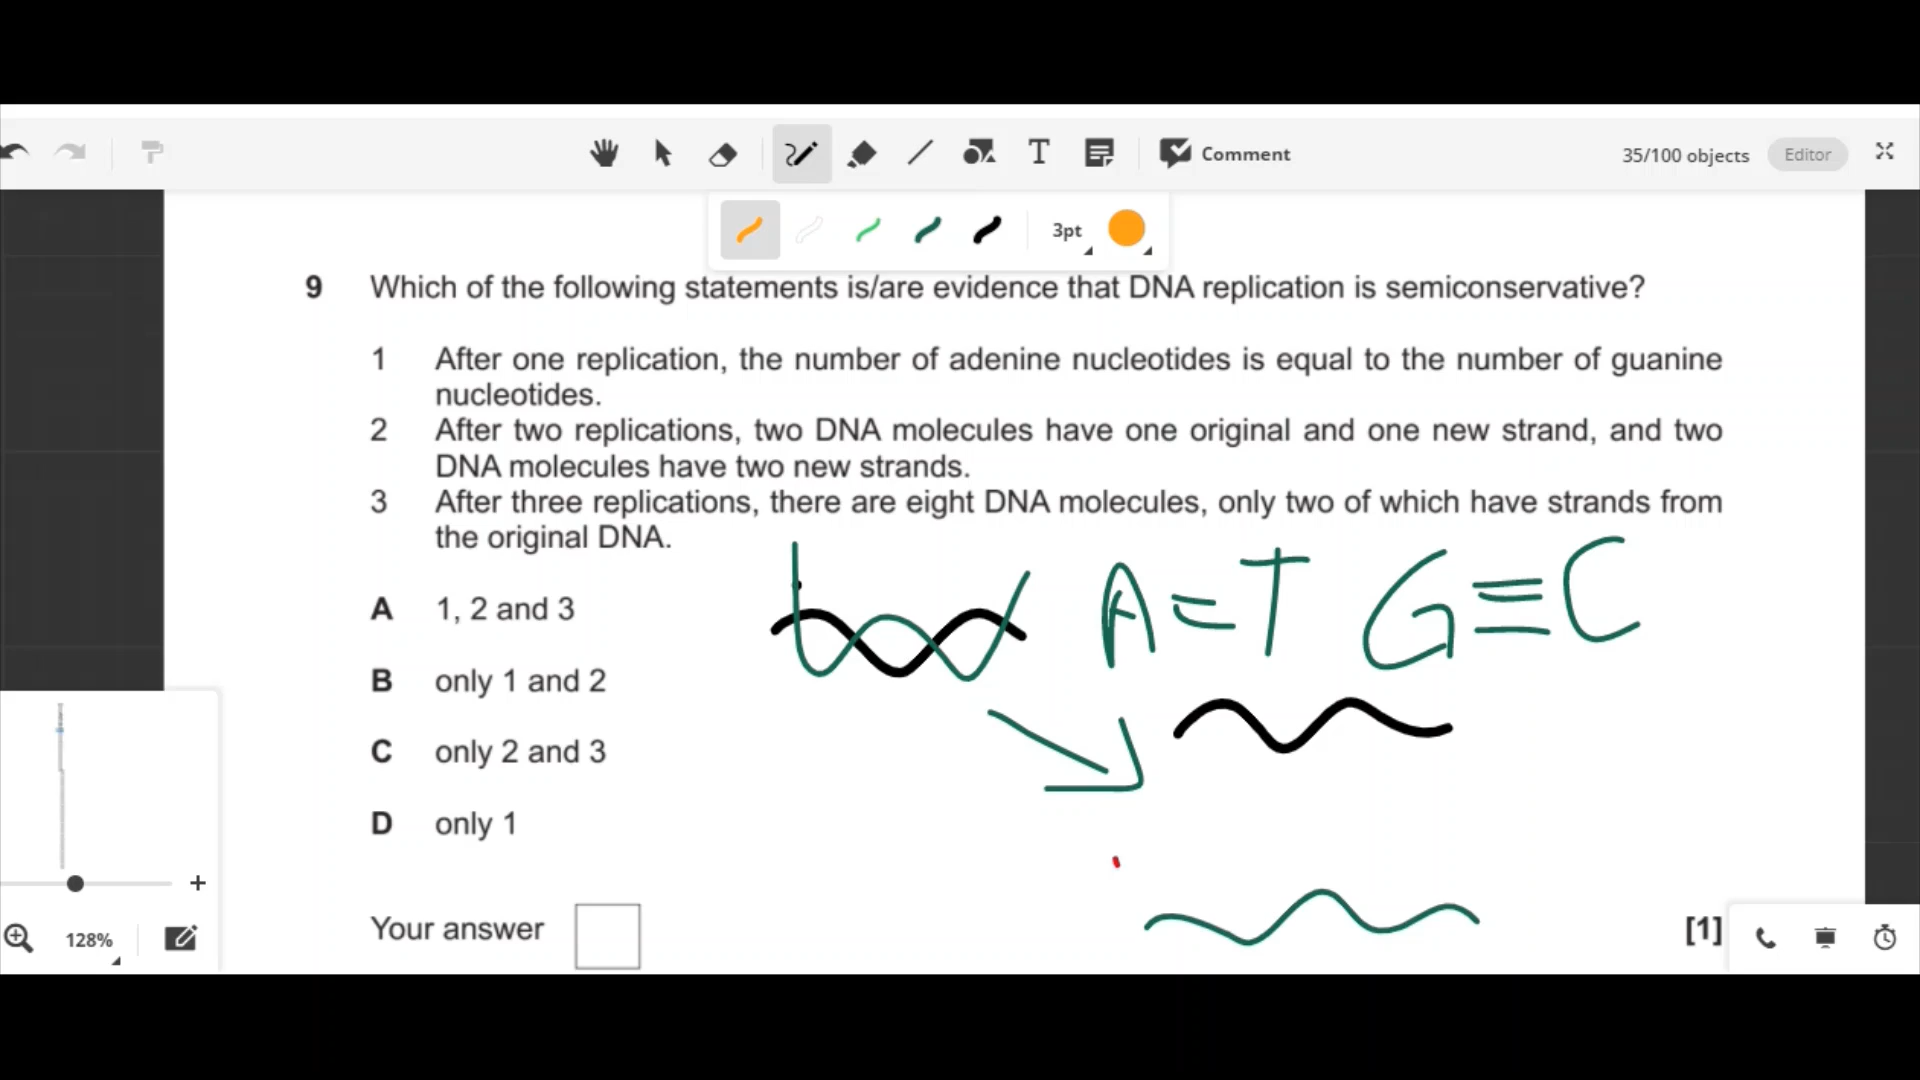 Comment
35/100 objects
Editor
3pt
9 Which of the following statements is/are evidence that DNA replication is semiconservative?
1 After one replication, the number of adenine nucleotides is equal to the number of guanine
nucleotides.
2 After two replications, two DNA molecules have one original and one new strand, and two
DNA molecules have two new strands.
3 After three replications, there are eight DNA molecules, only two of which have strands from
the original DNA.
A = T G ≡ C
A 1, 2 and 3
B only 1 and 2
C only 2 and 3
D only 1
Your answer
[1]
128%